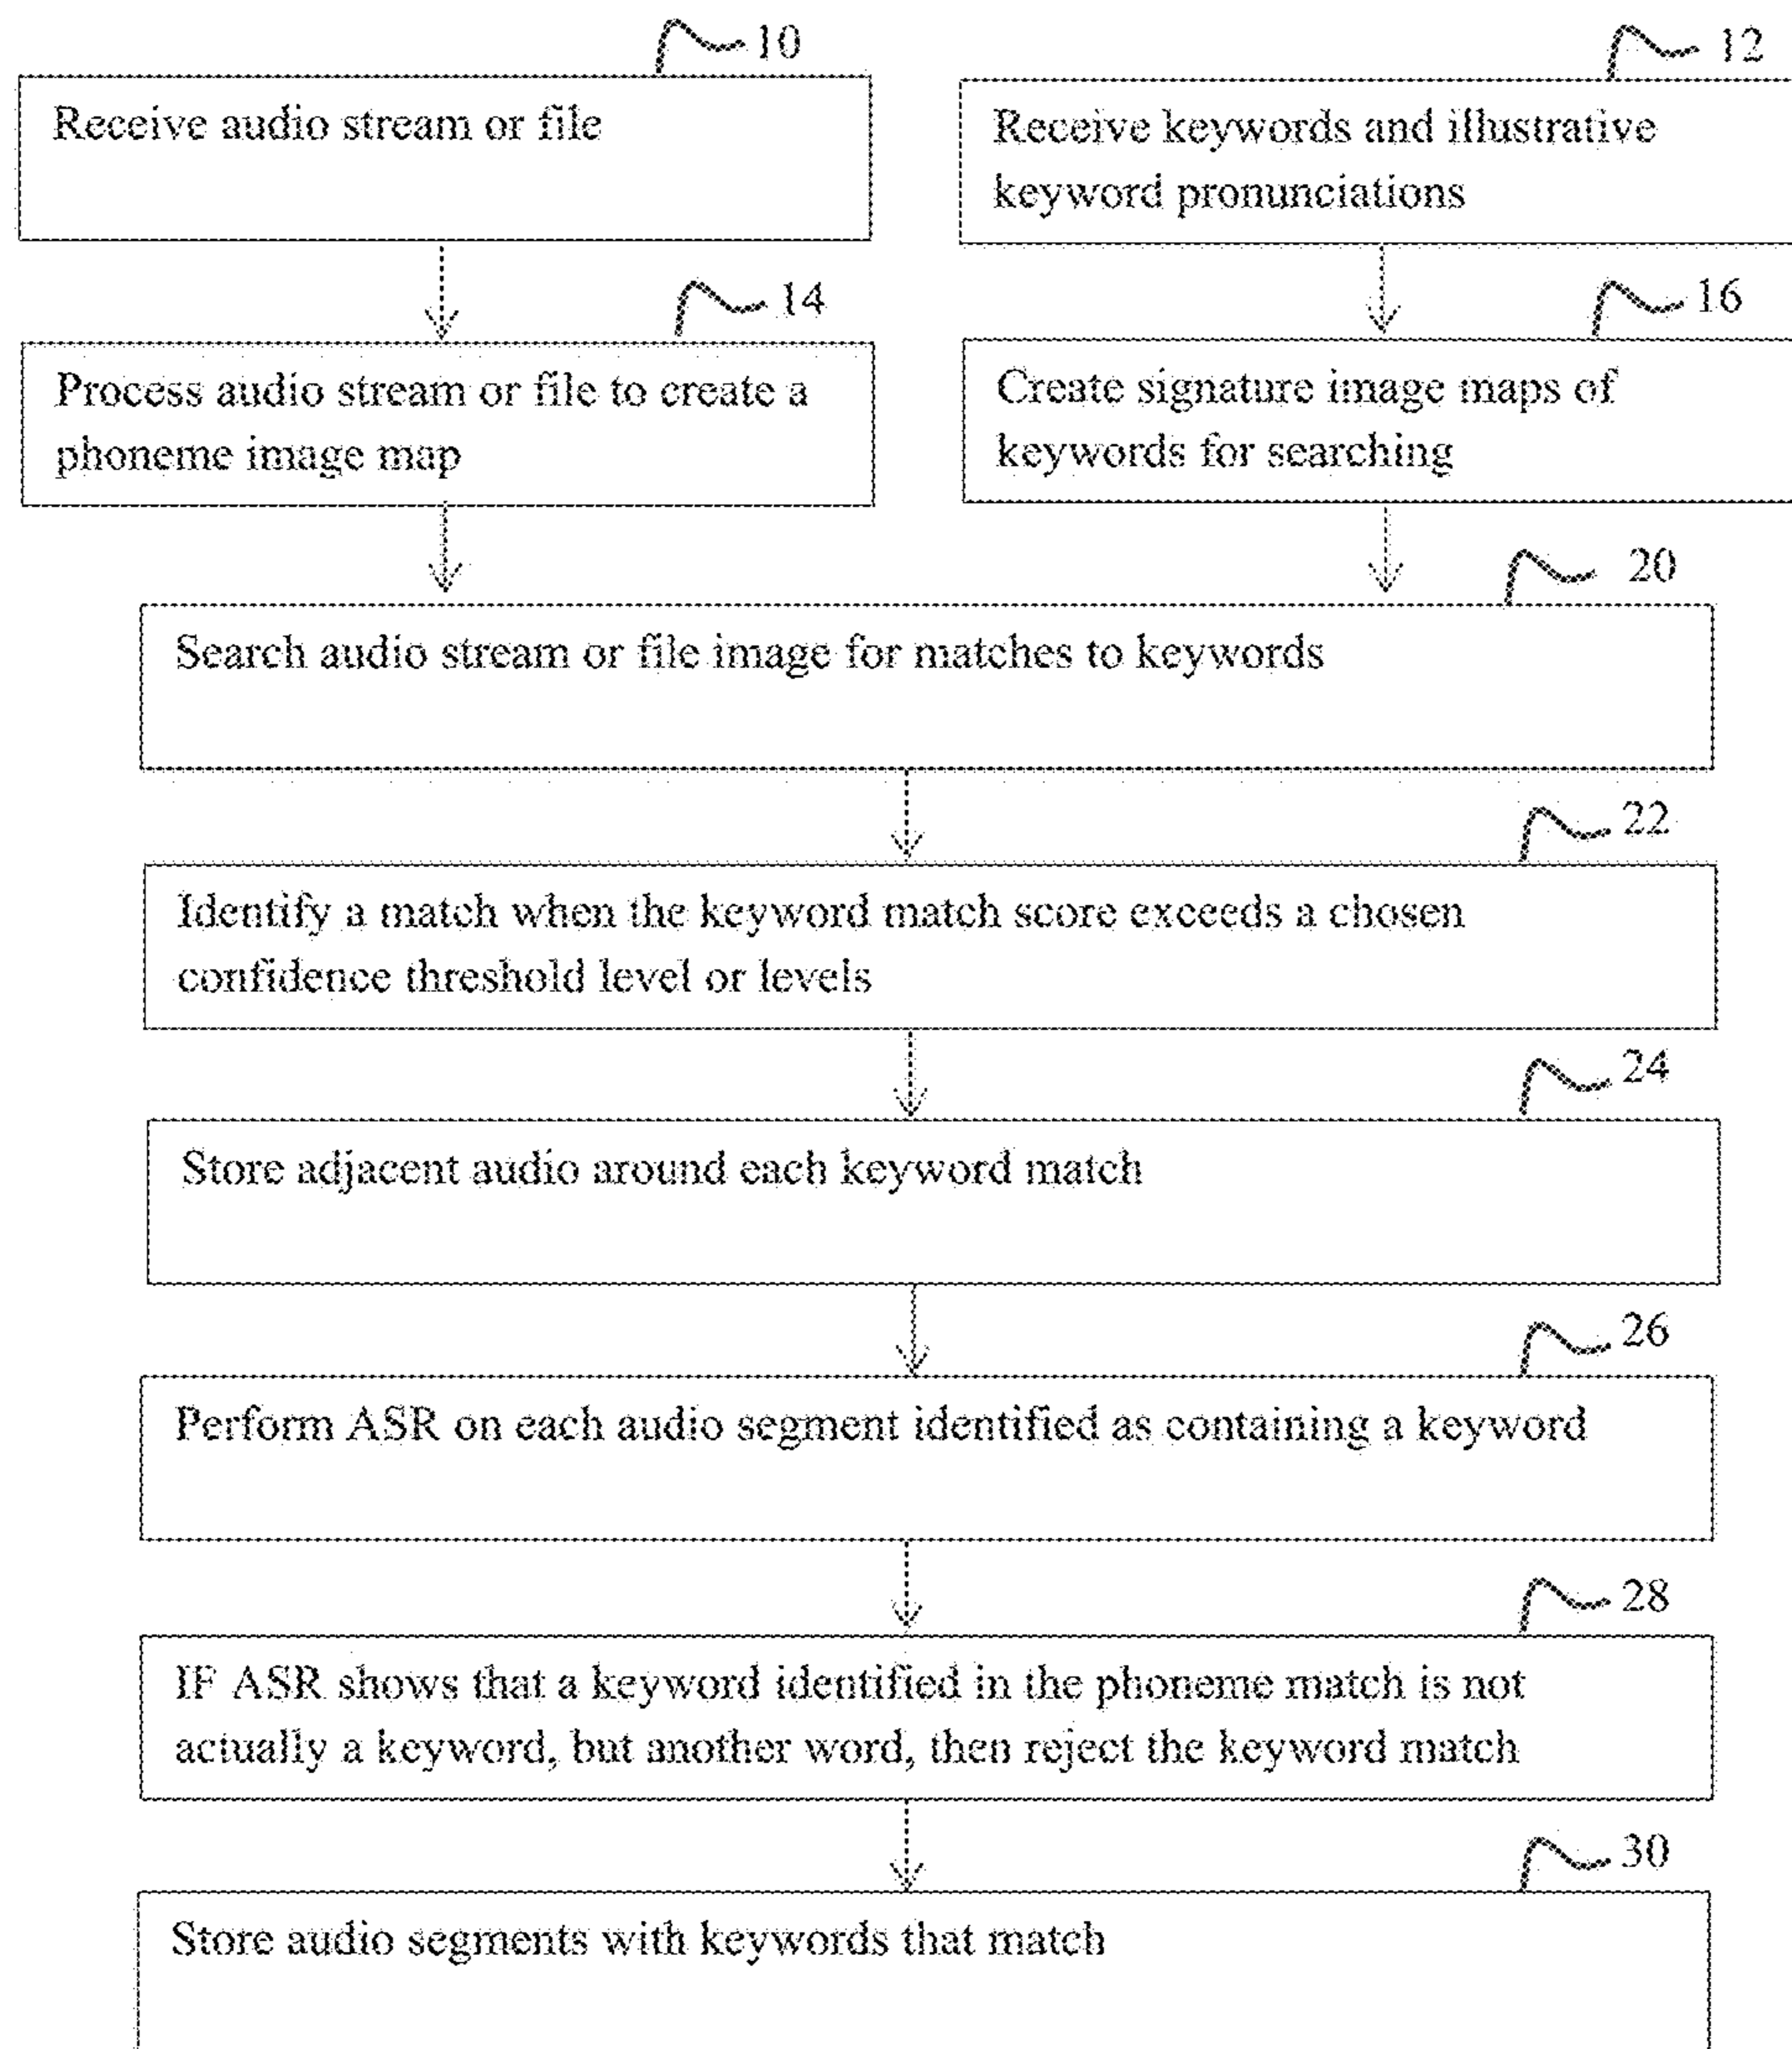 10
Receive audio stream or file
12
Receive keywords and illustrative
keyword pronunciations
14
Process audio stream or file to create a
phoneme image map
16
Create signature image maps of
keywords for searching
20
Search audio stream or file image for matches to keywords
22
Identify a match when the keyword match score exceeds a chosen
confidence threshold level or levels
24
Store adjacent audio around each keyword match
26
Perform ASR on each audio segment identified as containing a keyword
28
IF ASR shows that a keyword identified in the phoneme match is not
actually a keyword, but another word, then reject the keyword match
30
Store audio segments with keywords that match